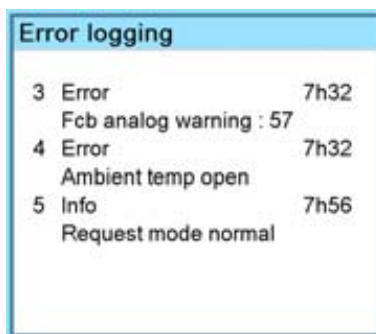 Error logging
3 Error 7h32
Fcb analog warning : 57
4 Error 7h32
Ambient temp open
5 Info 7h56
Request mode normal